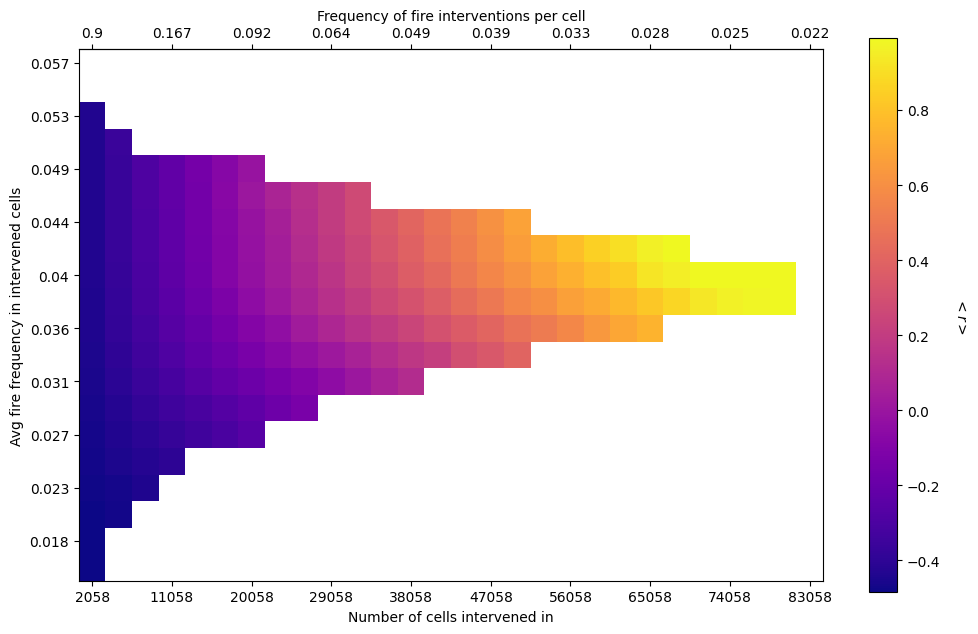 Frequency of fire interventions per cell
0.9 0.167 0.092 0.064 0.049 0.039 0.033 0.028 0.025 0.022
Avg fire frequency in intervened cells
0.057
0.053
0.049
0.044
0.04
0.036
0.031
0.027
0.023
0.018
2058 11058 20058 29058 38058 47058 56058 65058 74058 83058
Number of cells intervened in
0.8
0.6
0.4
0.2
0.0
−0.2
−0.4
< r >